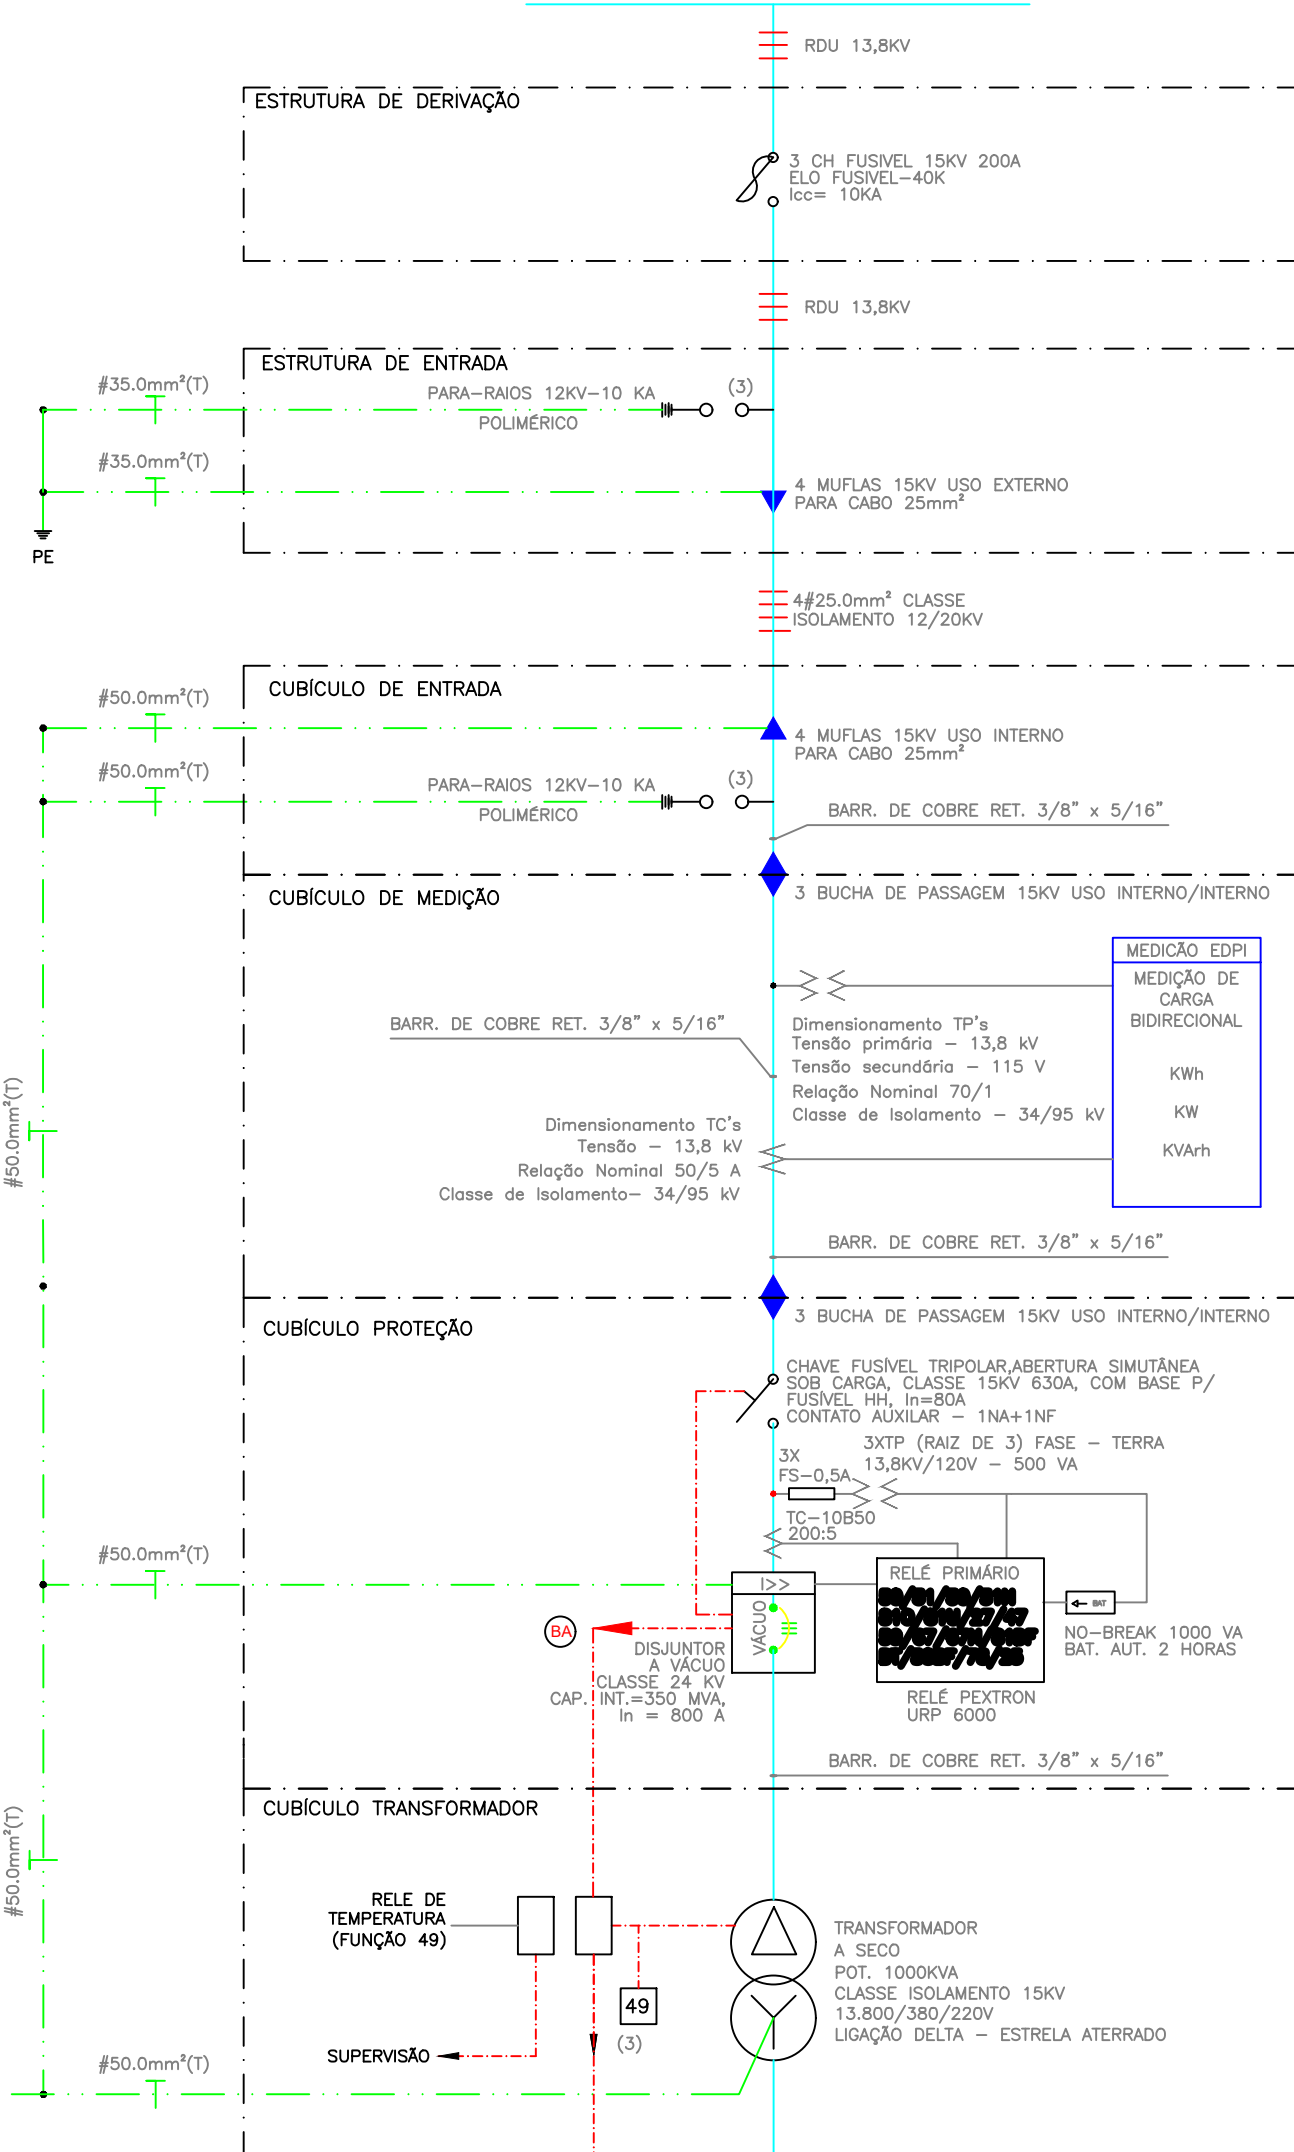 RDU 13,8KV
ESTRUTURA DE DERIVAÇÃO
3 CH FUSIVEL 15KV 200A
ELO FUSIVEL-40K
Icc= 10KA
RDU 13,8KV
ESTRUTURA DE ENTRADA
#35.0mm²(T)
PARA-RAIOS 12KV-10 KA
POLIMÉRICO
(3)
#35.0mm²(T)
4 MUFLAS 15KV USO EXTERNO
PARA CABO 25mm²
PE
4#25.0mm² CLASSE
ISOLAMENTO 12/20KV
CUBÍCULO DE ENTRADA
#50.0mm²(T)
4 MUFLAS 15KV USO INTERNO
PARA CABO 25mm²
#50.0mm²(T)
PARA-RAIOS 12KV-10 KA
POLIMÉRICO
(3)
BARR. DE COBRE RET. 3/8" x 5/16"
CUBÍCULO DE MEDIÇÃO
3 BUCHA DE PASSAGEM 15KV USO INTERNO/INTERNO
MEDICÃO EDPI
MEDIÇÃO DE
CARGA
BIDIRECIONAL
KWh
KW
KVArh
BARR. DE COBRE RET. 3/8" x 5/16"
Dimensionamento TP's
Tensão primária - 13,8 kV
Tensão secundária - 115 V
Relação Nominal 70/1
Classe de Isolamento - 34/95 kV
#50.0mm²(T)
Dimensionamento TC's
Tensão - 13,8 kV
Relação Nominal 50/5 A
Classe de Isolamento- 34/95 kV
BARR. DE COBRE RET. 3/8" x 5/16"
CUBÍCULO PROTEÇÃO
3 BUCHA DE PASSAGEM 15KV USO INTERNO/INTERNO
CHAVE FUSÍVEL TRIPOLAR,ABERTURA SIMUTÂNEA
SOB CARGA, CLASSE 15KV 630A, COM BASE P/
FUSÍVEL HH, In=80A
CONTATO AUXILAR - 1NA+1NF
3XTP (RAIZ DE 3) FASE - TERRA
13,8KV/120V - 500 VA
3X
FS-0,5A
TC-10B50
200:5
#50.0mm²(T)
I>>
VÁCUO
RELÉ PRIMÁRIO
BAT
NO-BREAK 1000 VA
BAT. AUT. 2 HORAS
BA
DISJUNTOR
A VÁCUO
CLASSE 24 KV
CAP. INT.=350 MVA,
In = 800 A
RELÉ PEXTRON
URP 6000
BARR. DE COBRE RET. 3/8" x 5/16"
CUBÍCULO TRANSFORMADOR
#50.0mm²(T)
RELE DE
TEMPERATURA
(FUNÇÃO 49)
TRANSFORMADOR
A SECO
POT. 1000KVA
CLASSE ISOLAMENTO 15KV
13.800/380/220V
LIGAÇÃO DELTA - ESTRELA ATERRADO
49
(3)
SUPERVISÃO
#50.0mm²(T)